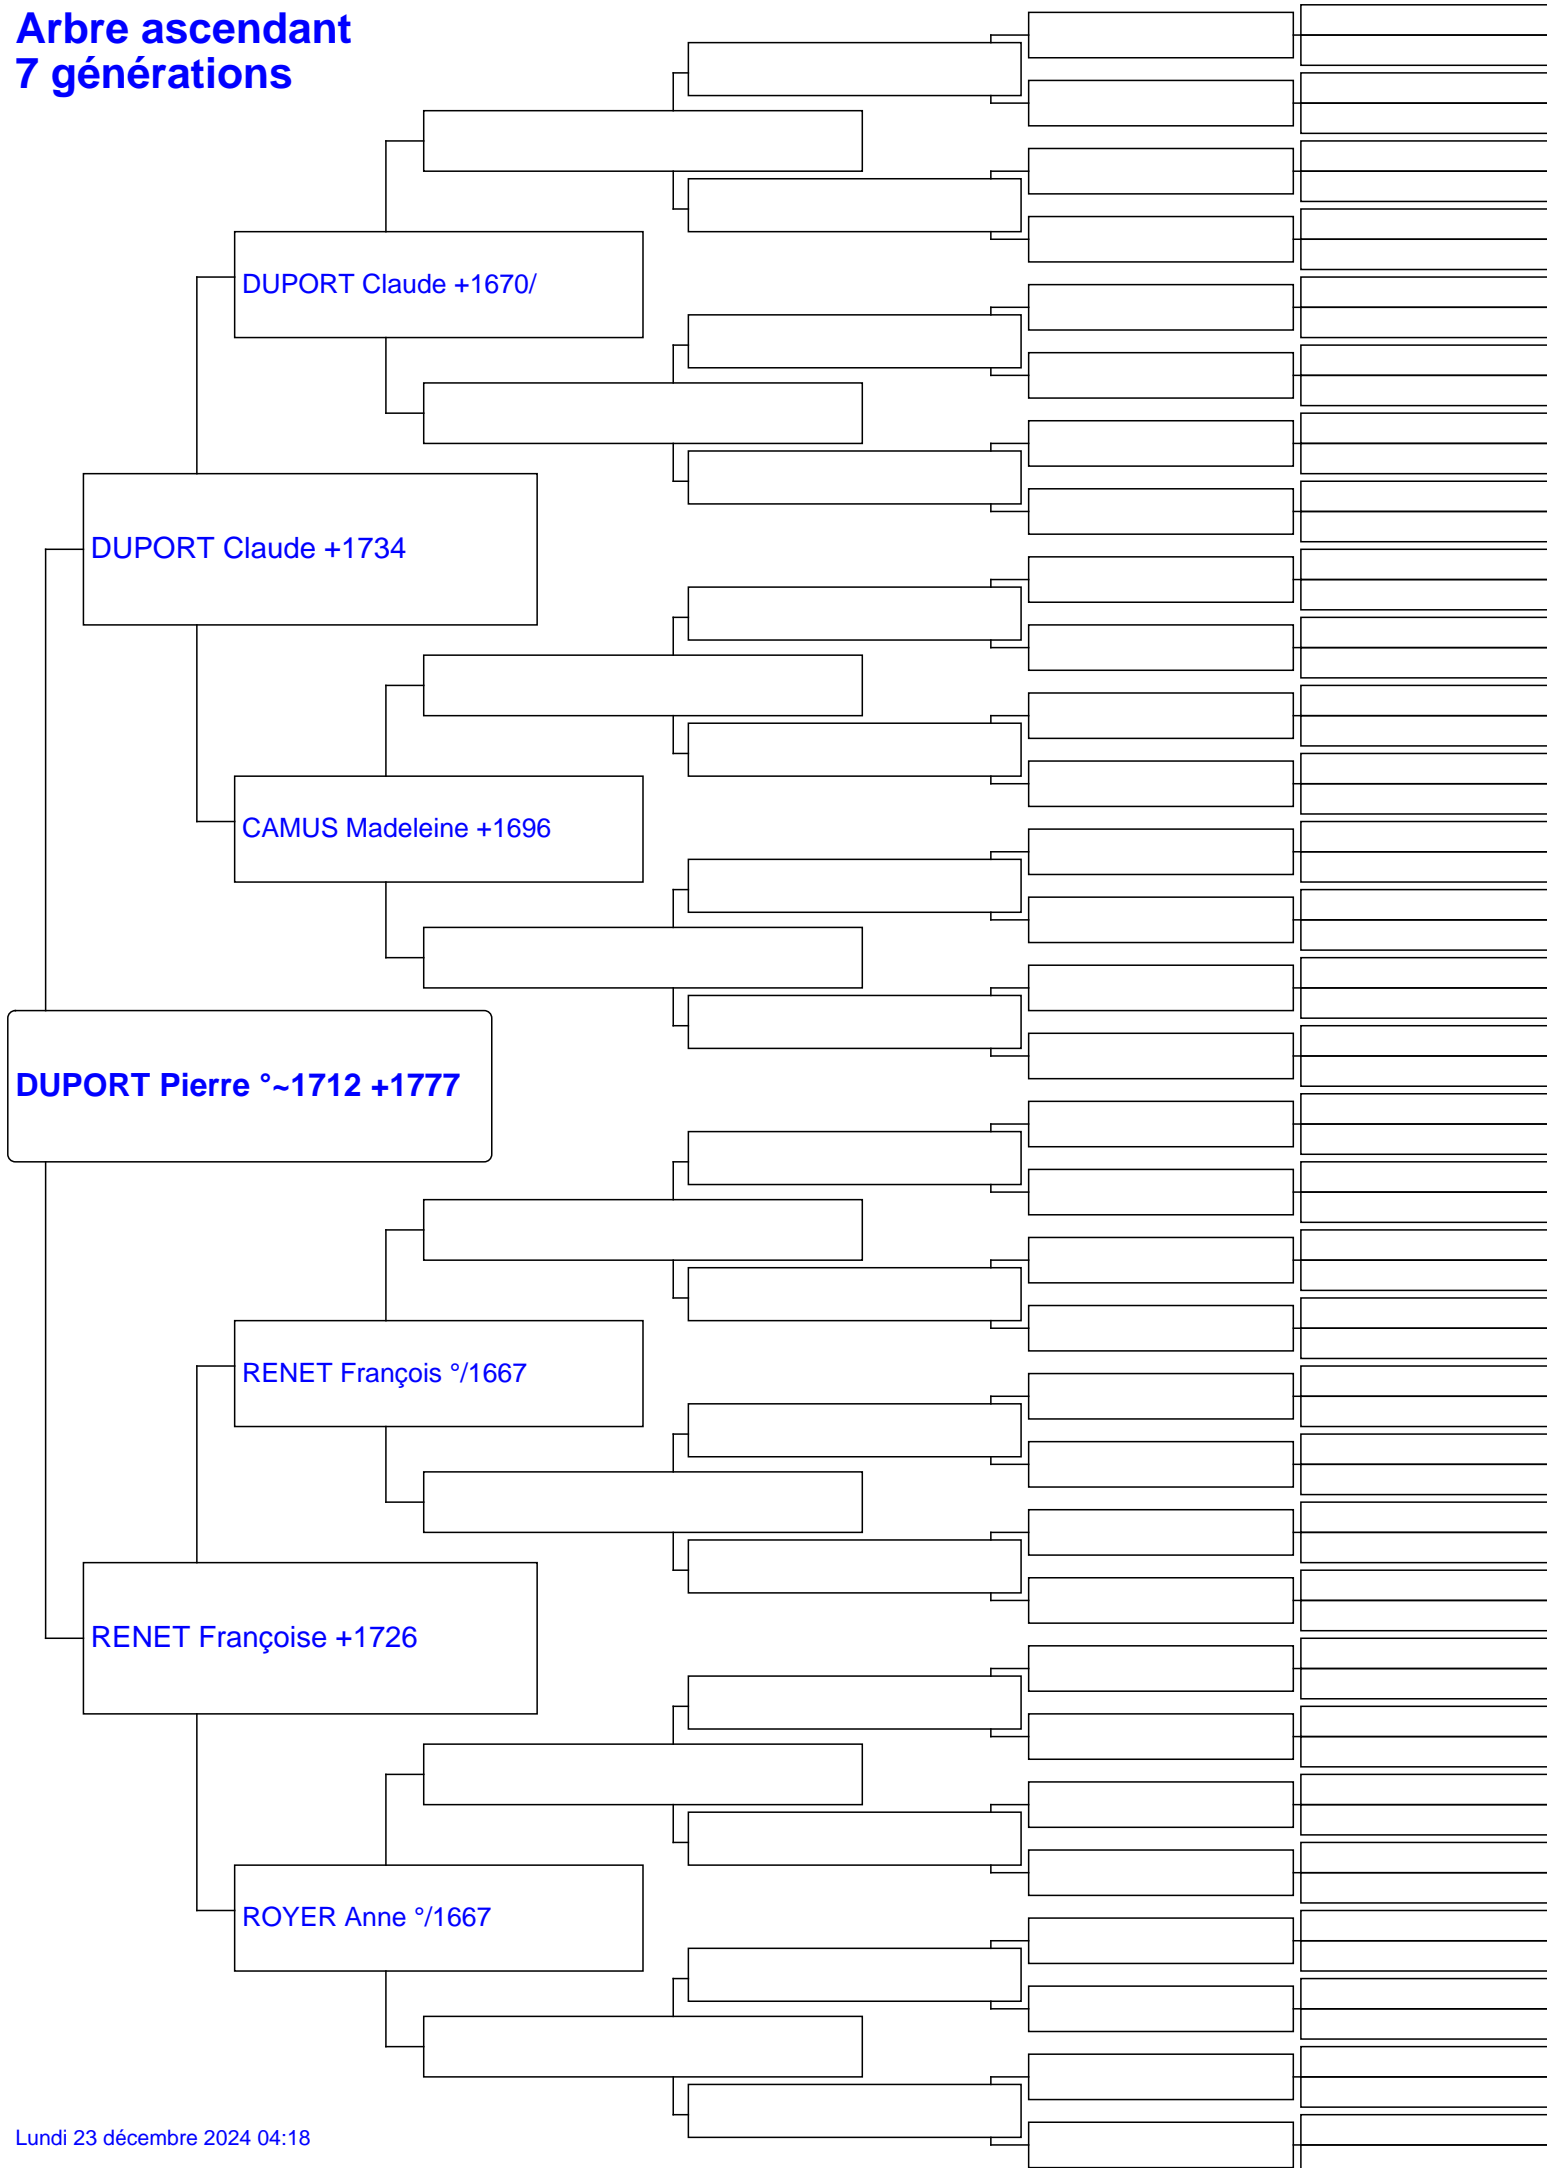 Arbre ascendant
7 générations
DUPORT Claude +1670/
DUPORT Claude +1734
CAMUS Madeleine +1696
DUPORT Pierre °~1712 +1777
RENET François °/1667
RENET Françoise +1726
ROYER Anne °/1667
Lundi 23 décembre 2024 04:18